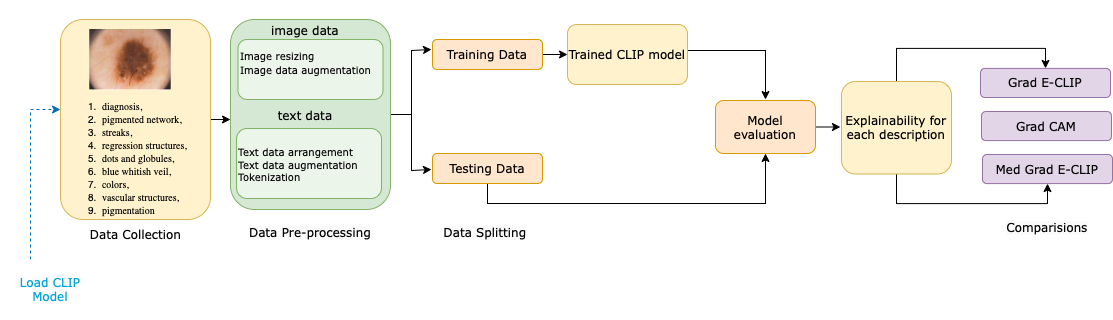 1. diagnosis,
2. pigmented network,
3. streaks,
4. regression structures,
5. dots and globules,
6. blue whitish veil,
7. colors,
8. vascular structures,
9. pigmentation
Data Collection
Load CLIP
Model
image data
Image resizing
Image data augmentation
text data
Text data arrangement
Text data augmentation
Tokenization
Data Pre-processing
Training Data
Testing Data
Data Splitting
Trained CLIP model
Model
evaluation
Explainability for
each description
Grad E-CLIP
Grad CAM
Med Grad E-CLIP
Comparisions